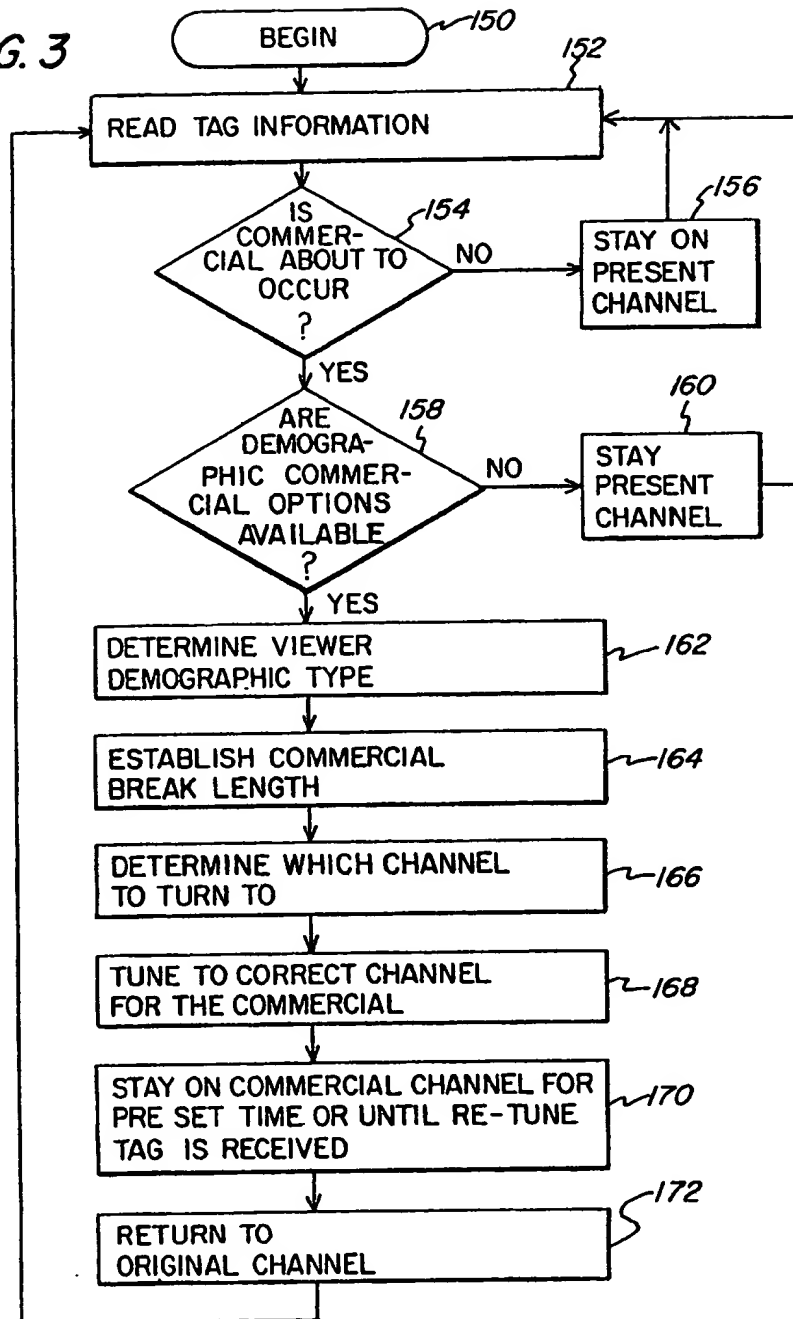 G. 3
BEGIN
150
152
READ TAG INFORMATION
IS
COMMER-
CIAL ABOUT TO
OCCUR
?
154
NO
156
STAY ON
PRESENT
CHANNEL
YES
ARE
DEMOGRA-
PHIC COMMER-
CIAL OPTIONS
AVAILABLE
?
158
NO
160
STAY
PRESENT
CHANNEL
YES
DETERMINE VIEWER
DEMOGRAPHIC TYPE
162
ESTABLISH COMMERCIAL
BREAK LENGTH
164
DETERMINE WHICH CHANNEL
TO TURN TO
166
TUNE TO CORRECT CHANNEL
FOR THE COMMERCIAL
168
STAY ON COMMERCIAL CHANNEL FOR
PRE SET TIME OR UNTIL RE-TUNE
TAG IS RECEIVED
170
RETURN TO
ORIGINAL CHANNEL
172